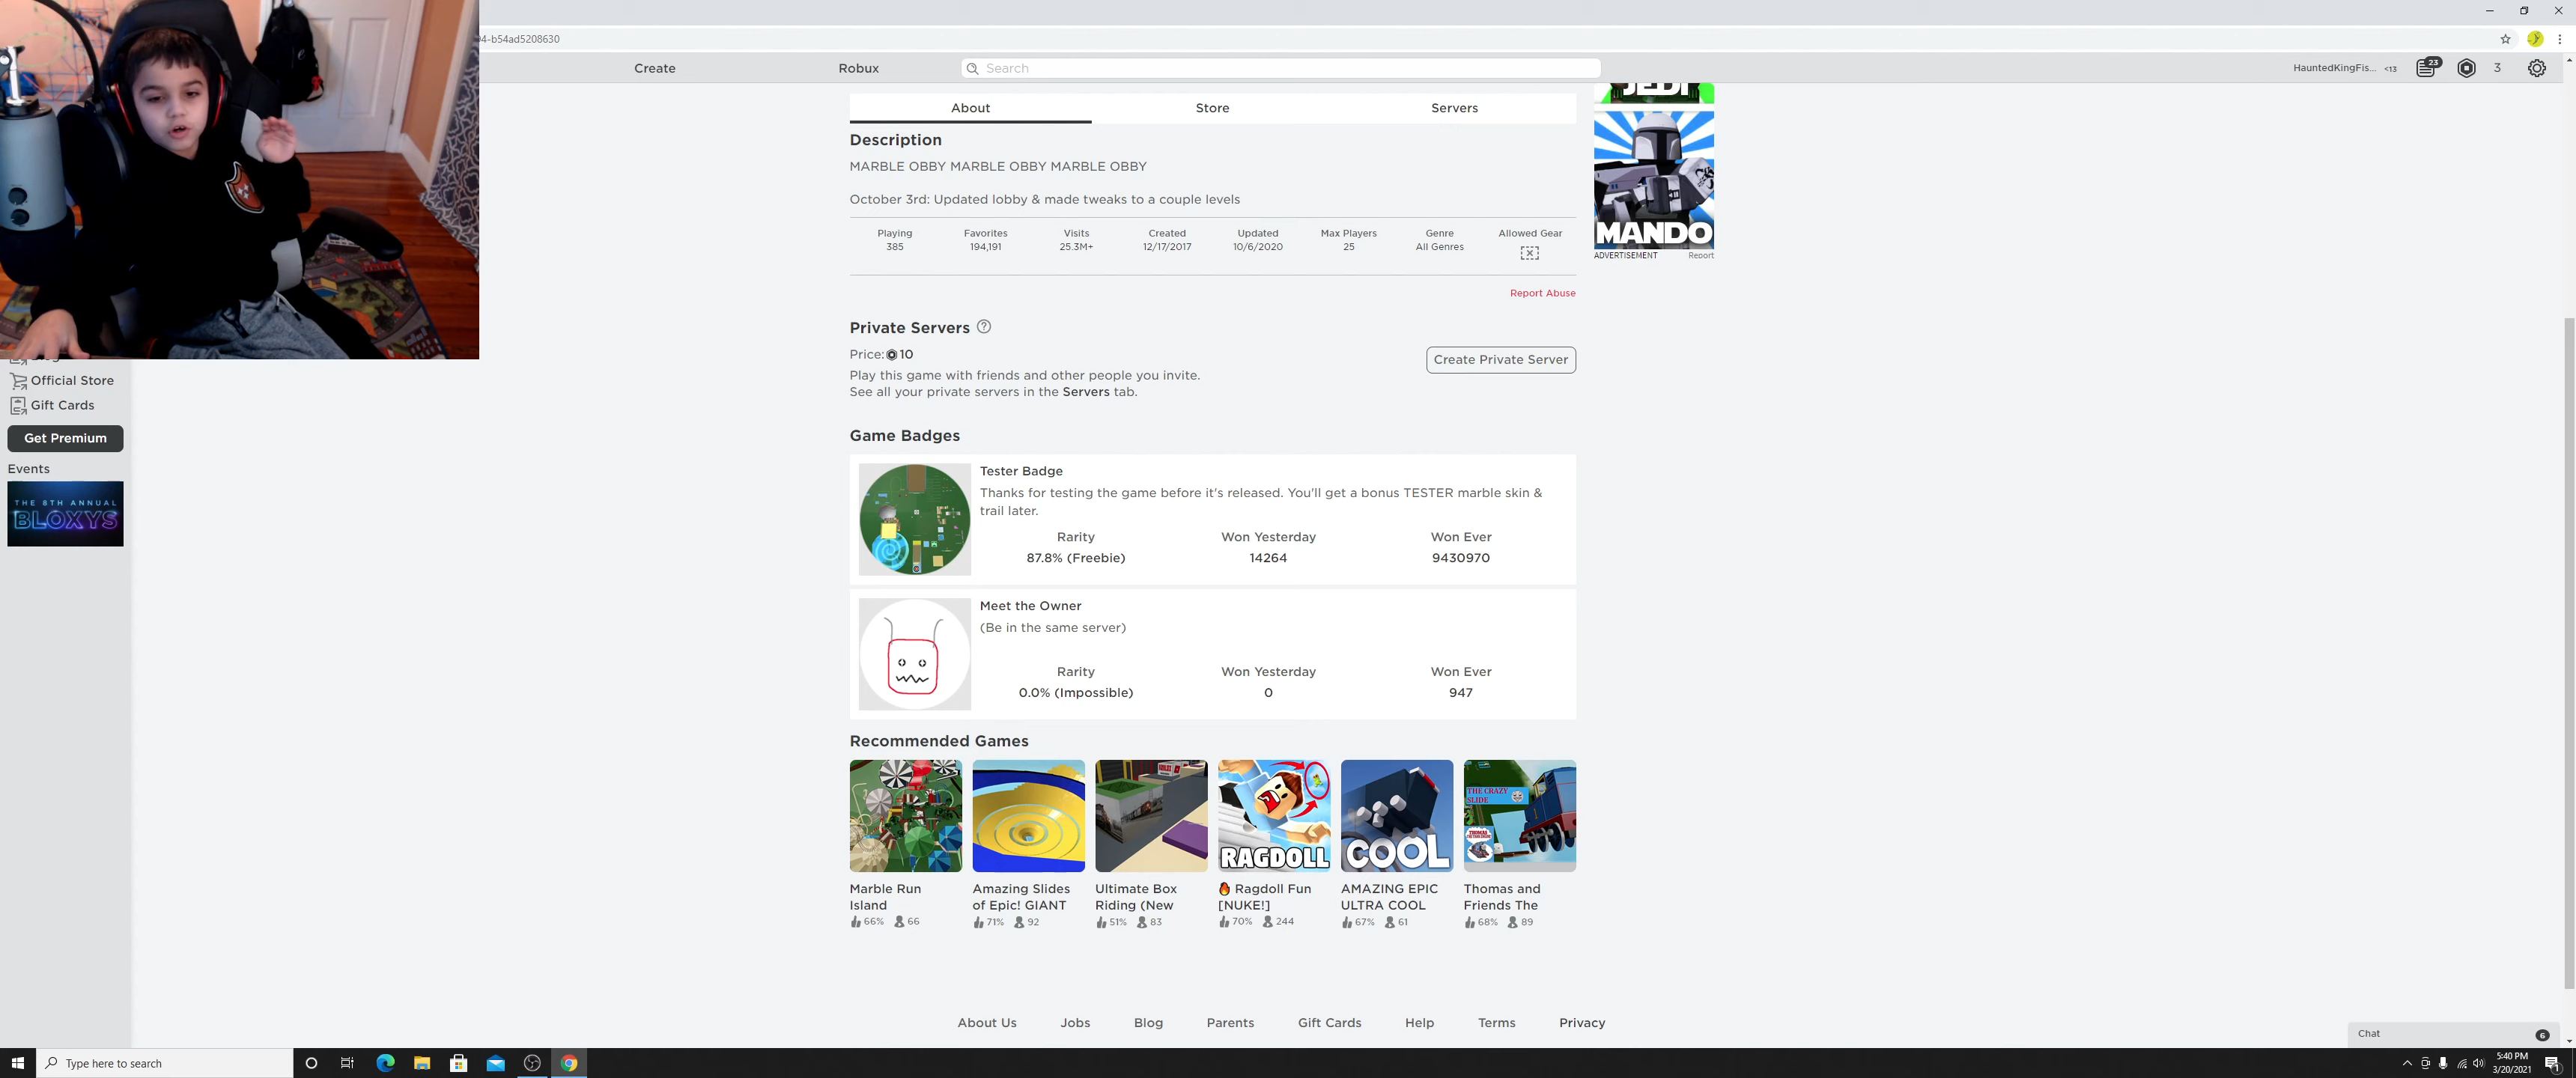 04-b54ad5208630
Create
Robux
Search
HauntedKingFis... <13
23
3
About
Store
Servers
JEDI
Description
MARBLE OBBY MARBLE OBBY MARBLE OBBY
October 3rd: Updated lobby & made tweaks to a couple levels
Playing Favorites Visits Created Updated Max Players Genre Allowed Gear
385 194,191 25.3M+ 12/17/2017 10/6/2020 25 All Genres
MANDO
ADVERTISEMENT Report
Report Abuse
Private Servers
Price: 10
Create Private Server
Play this game with friends and other people you invite.
See all your private servers in the Servers tab.
Official Store
Gift Cards
Get Premium
Events
THE 8TH ANNUAL
BLOXYS
Game Badges
Tester Badge
Thanks for testing the game before it's released. You'll get a bonus TESTER marble skin &
trail later.
Rarity Won Yesterday Won Ever
87.8% (Freebie) 14264 9430970
Meet the Owner
(Be in the same server)
Rarity Won Yesterday Won Ever
0.0% (Impossible) 0 947
Recommended Games
RAGDOLL
COOL
THE CRAZY
SLIDE
THOMAS
Marble Run
Island
66% 66
Amazing Slides
of Epic! GIANT
71% 92
Ultimate Box
Riding (New
51% 83
🔥 Ragdoll Fun
[NUKE!]
70% 244
AMAZING EPIC
ULTRA COOL
67% 61
Thomas and
Friends The
68% 89
About Us Jobs Blog Parents Gift Cards Help Terms Privacy
Chat 6
Type here to search
5:40 PM
3/20/2021
1